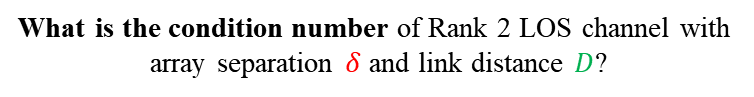 What is the condition number of Rank 2 LOS channel with
array separation δ and link distance D?